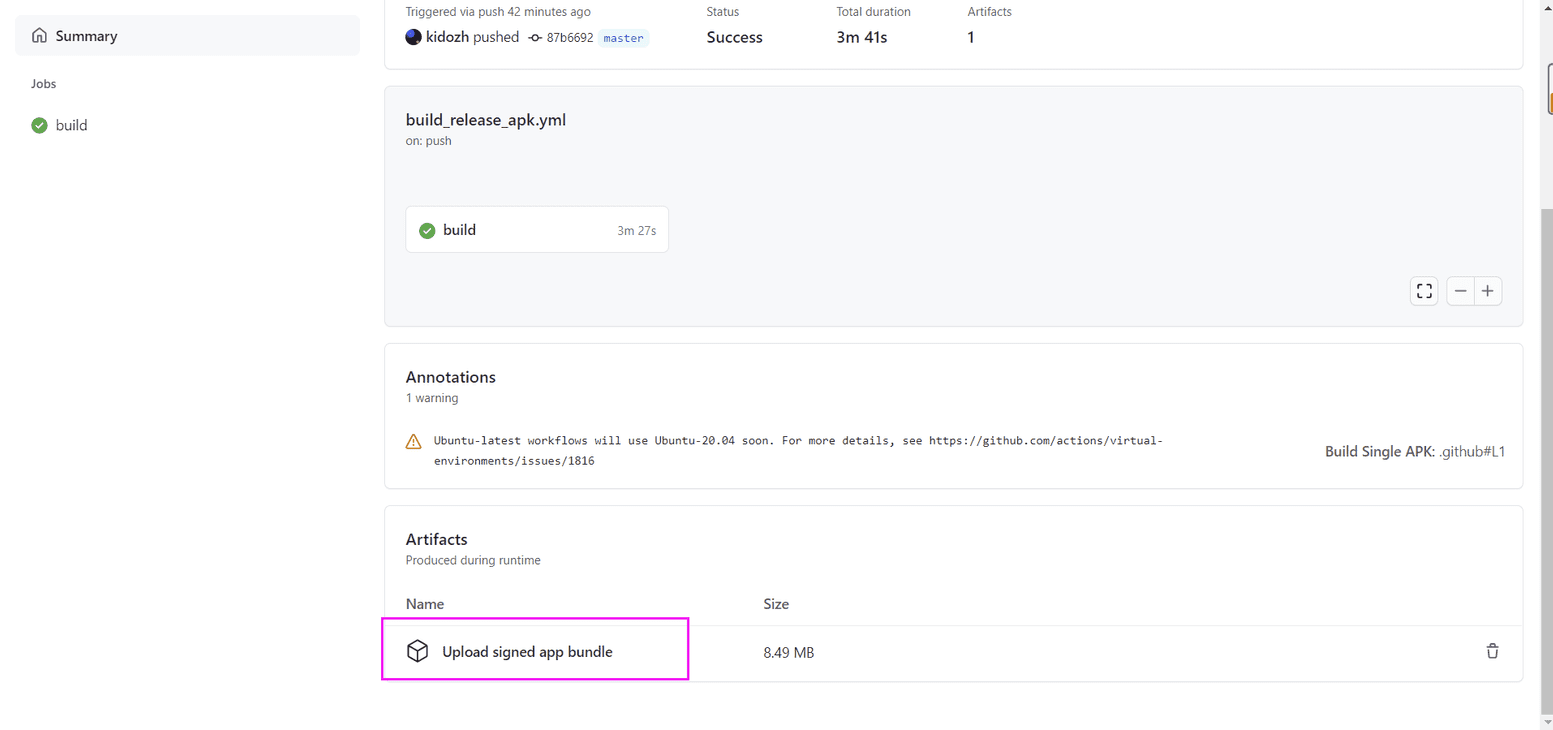 Summary
Jobs
build
Triggered via push 42 minutes ago
kidozh pushed 87b6692 master
Status
Success
Total duration
3m 41s
Artifacts
1
build_release_apk.yml
on: push
build 3m 27s
Annotations
1 warning
Ubuntu-latest workflows will use Ubuntu-20.04 soon. For more details, see https://github.com/actions/virtual-
environments/issues/1816
Build Single APK: .github#L1
Artifacts
Produced during runtime
Name Size
Upload signed app bundle 8.49 MB